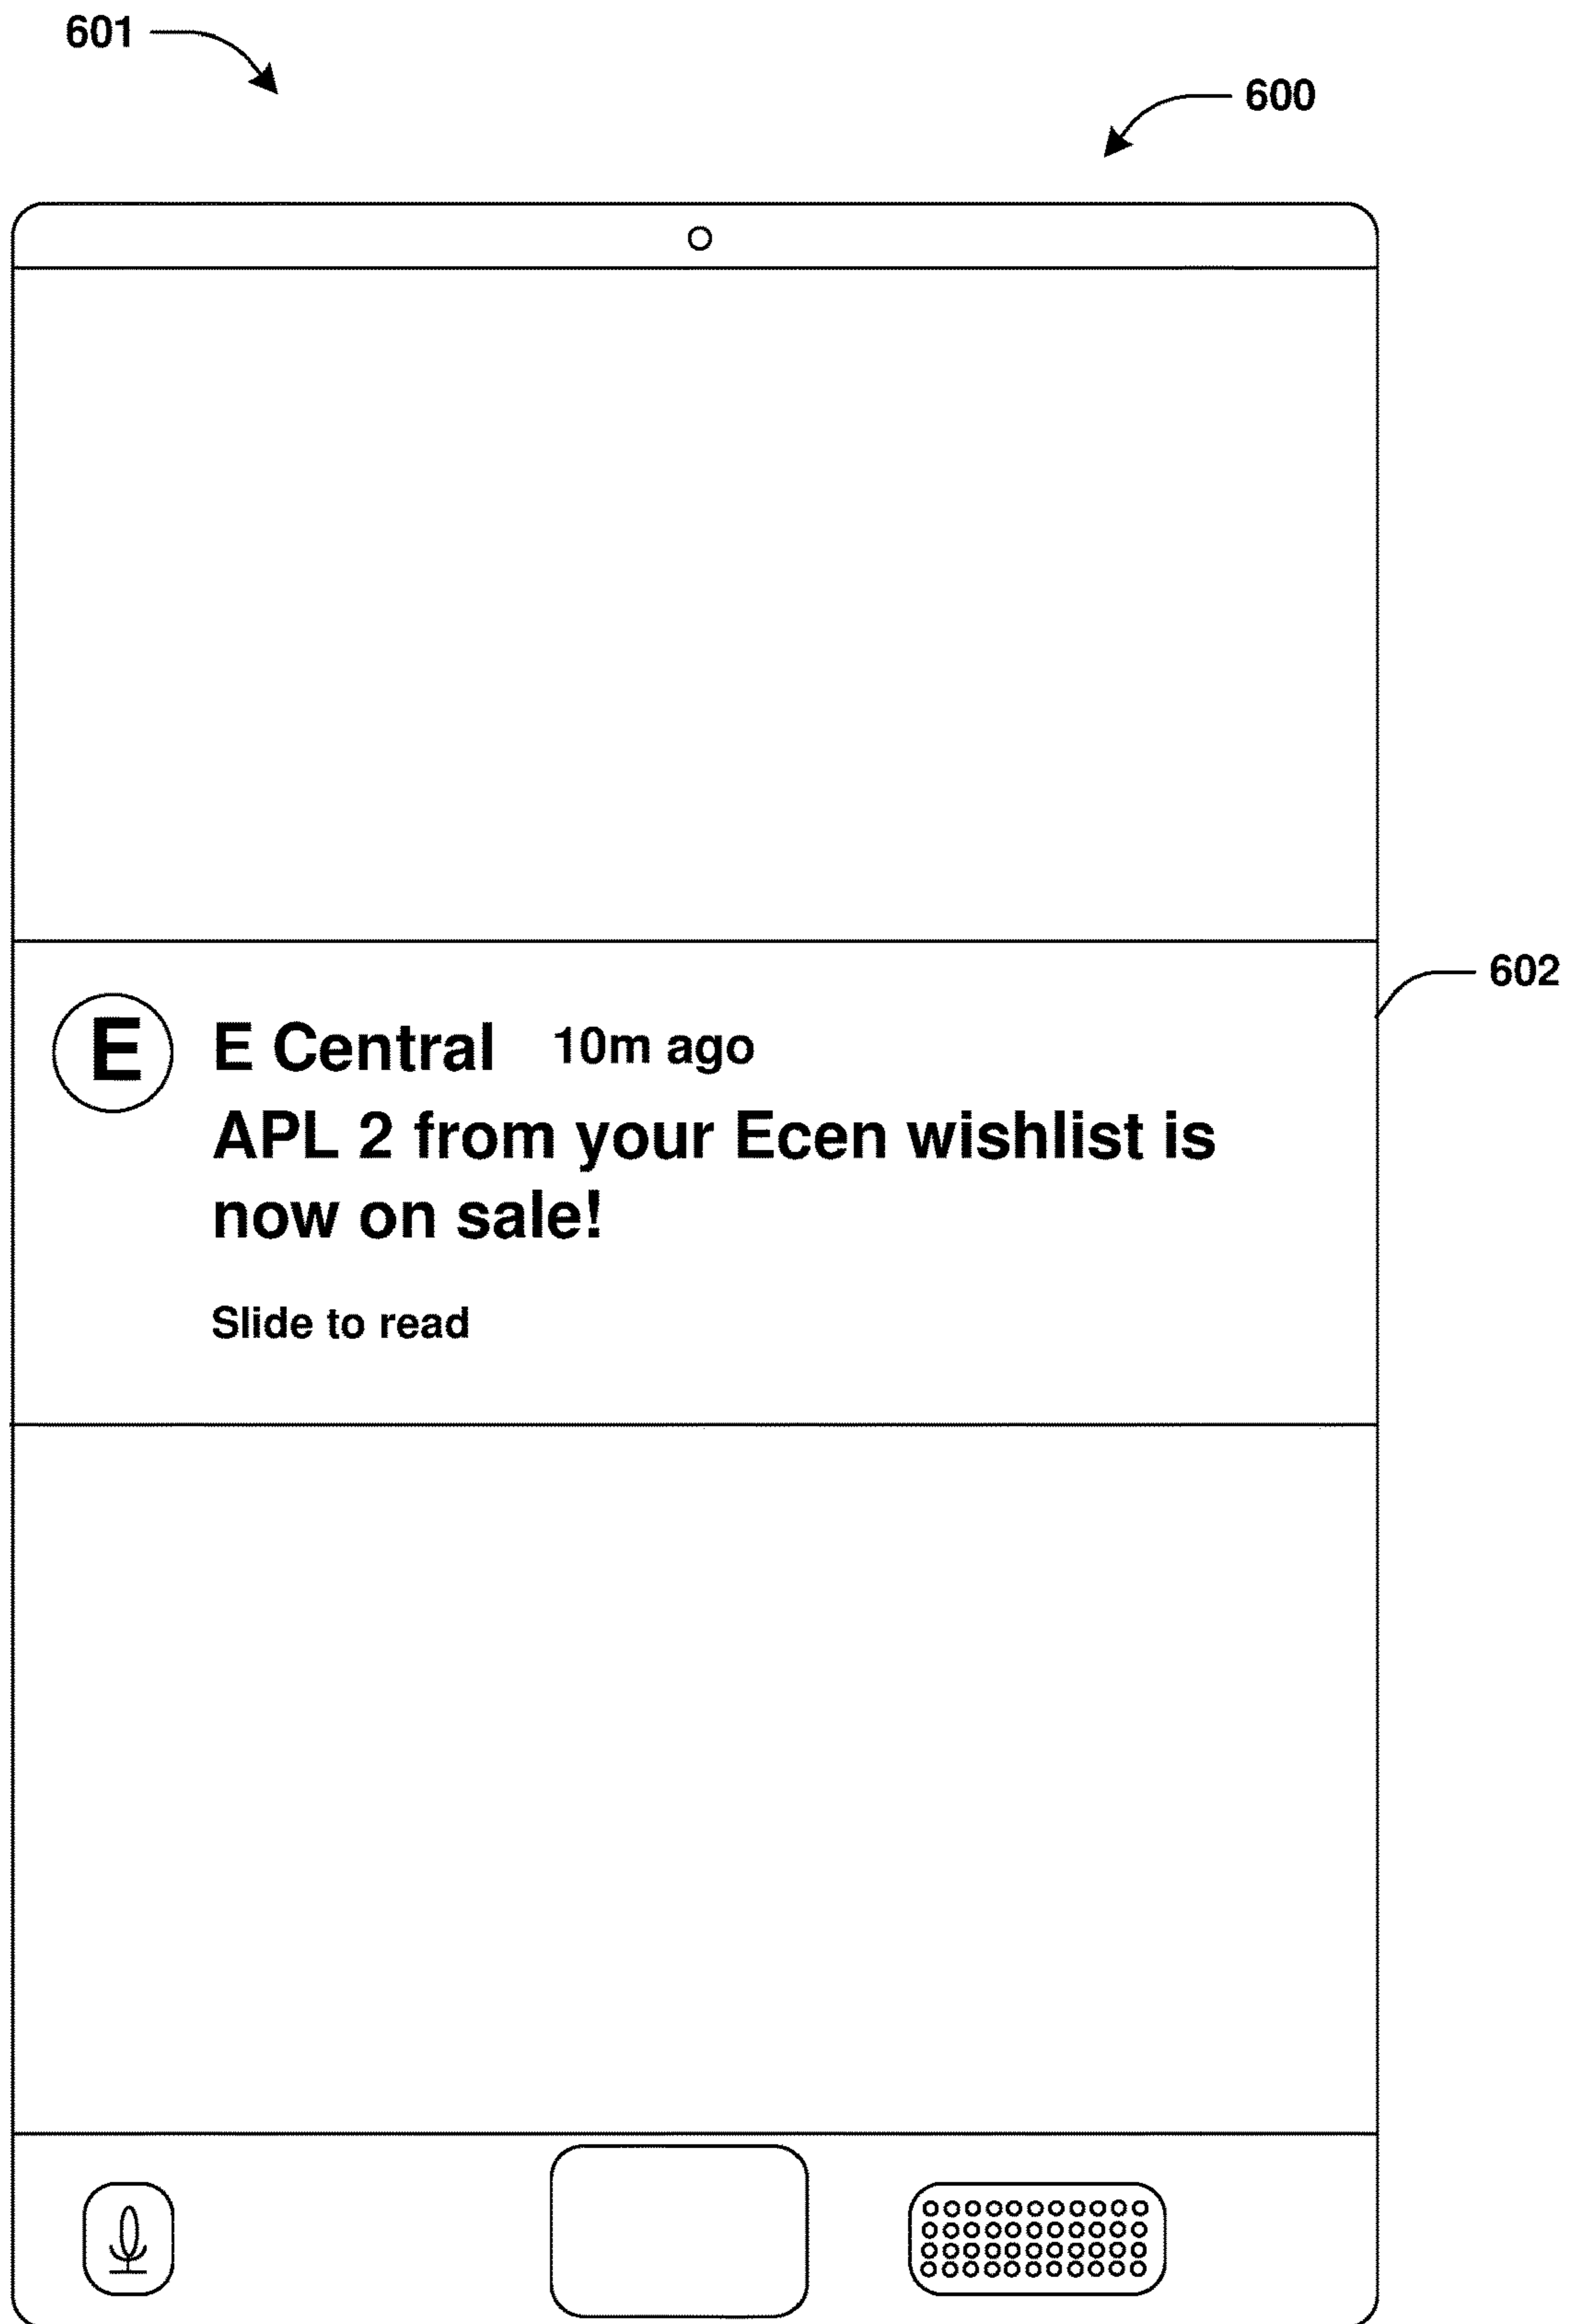 601
600
602
E
E Central 10m ago
APL 2 from your Ecen wishlist is
now on sale!
Slide to read